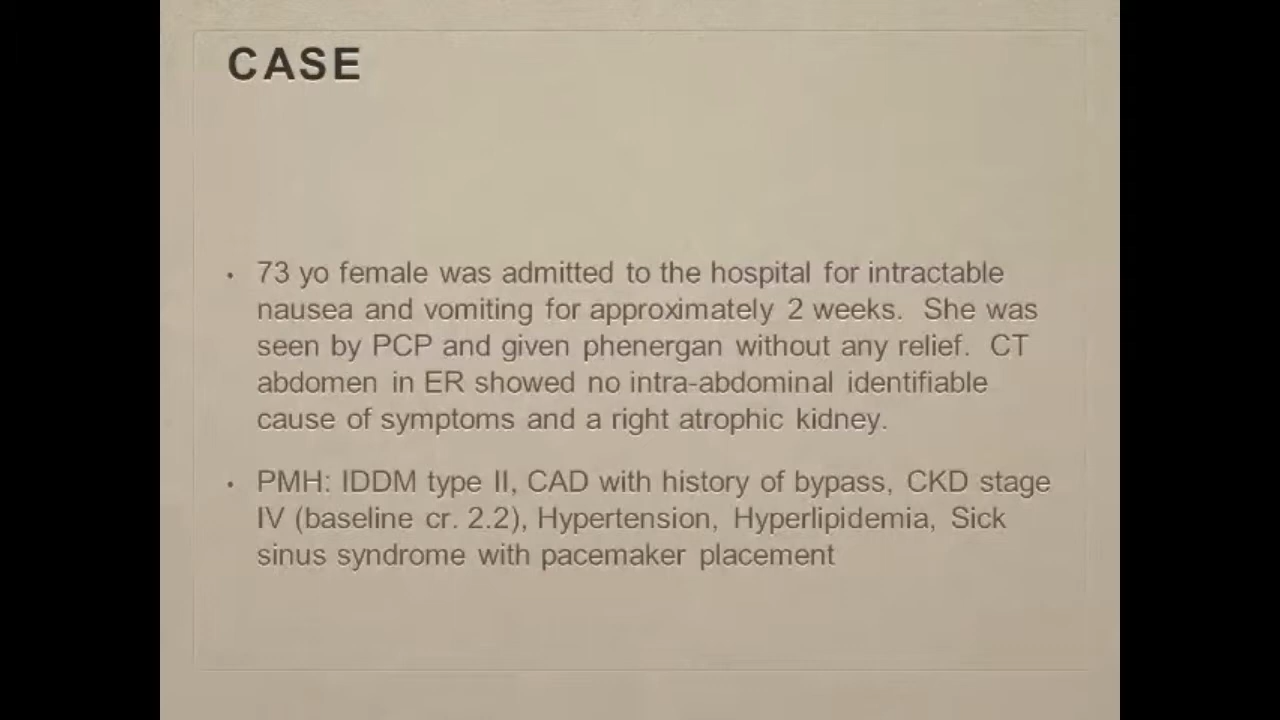 CASE
• 73 yo female was admitted to the hospital for intractable
nausea and vomiting for approximately 2 weeks. She was
seen by PCP and given phenergan without any relief. CT
abdomen in ER showed no intra-abdominal identifiable
cause of symptoms and a right atrophic kidney.
• PMH: IDDM type II, CAD with history of bypass, CKD stage
IV (baseline cr. 2.2), Hypertension, Hyperlipidemia, Sick
sinus syndrome with pacemaker placement